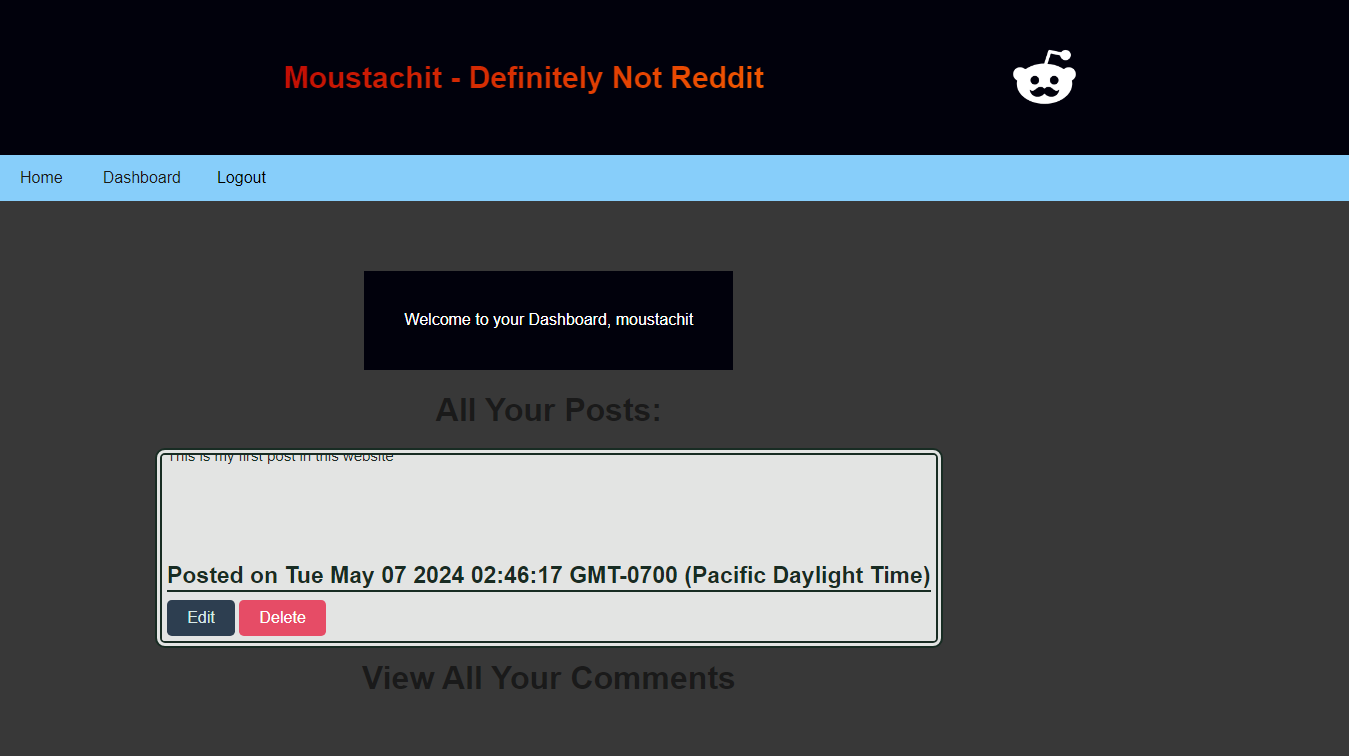 Moustachit - Definitely Not Reddit
Home Dashboard Logout
Welcome to your Dashboard, moustachit
All Your Posts:
This is my first post in this website
Posted on Tue May 07 2024 02:46:17 GMT-0700 (Pacific Daylight Time)
Edit Delete
View All Your Comments